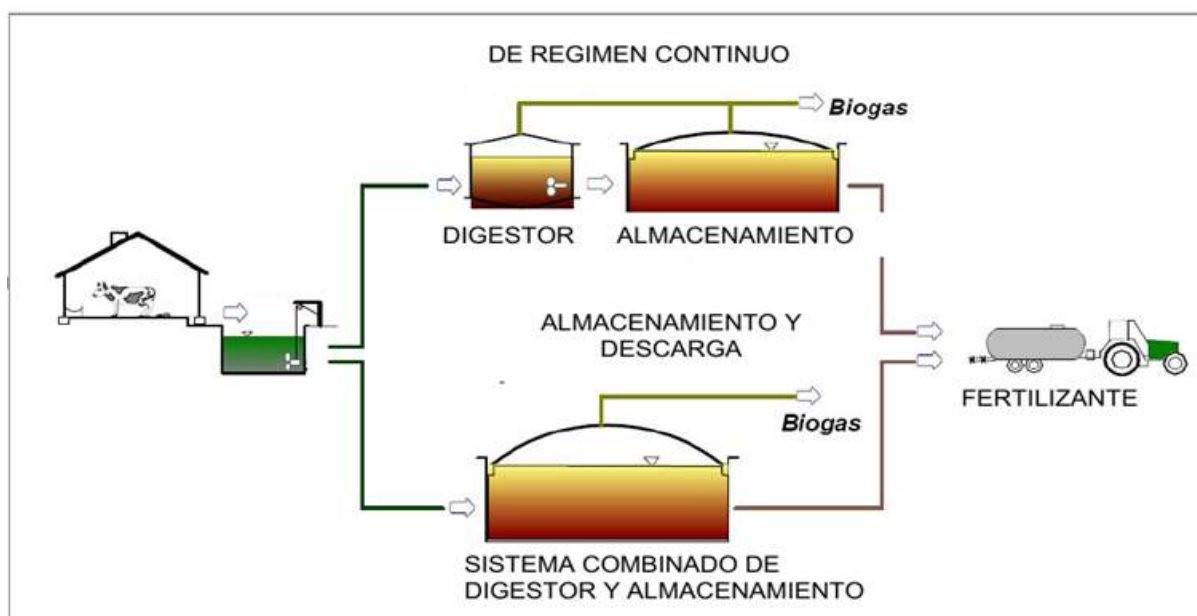 DE REGIMEN CONTINUO
Biogas
DIGESTOR
ALMACENAMIENTO
ALMACENAMIENTO Y
DESCARGA
Biogas
FERTILIZANTE
SISTEMA COMBINADO DE
DIGESTOR Y ALMACENAMIENTO